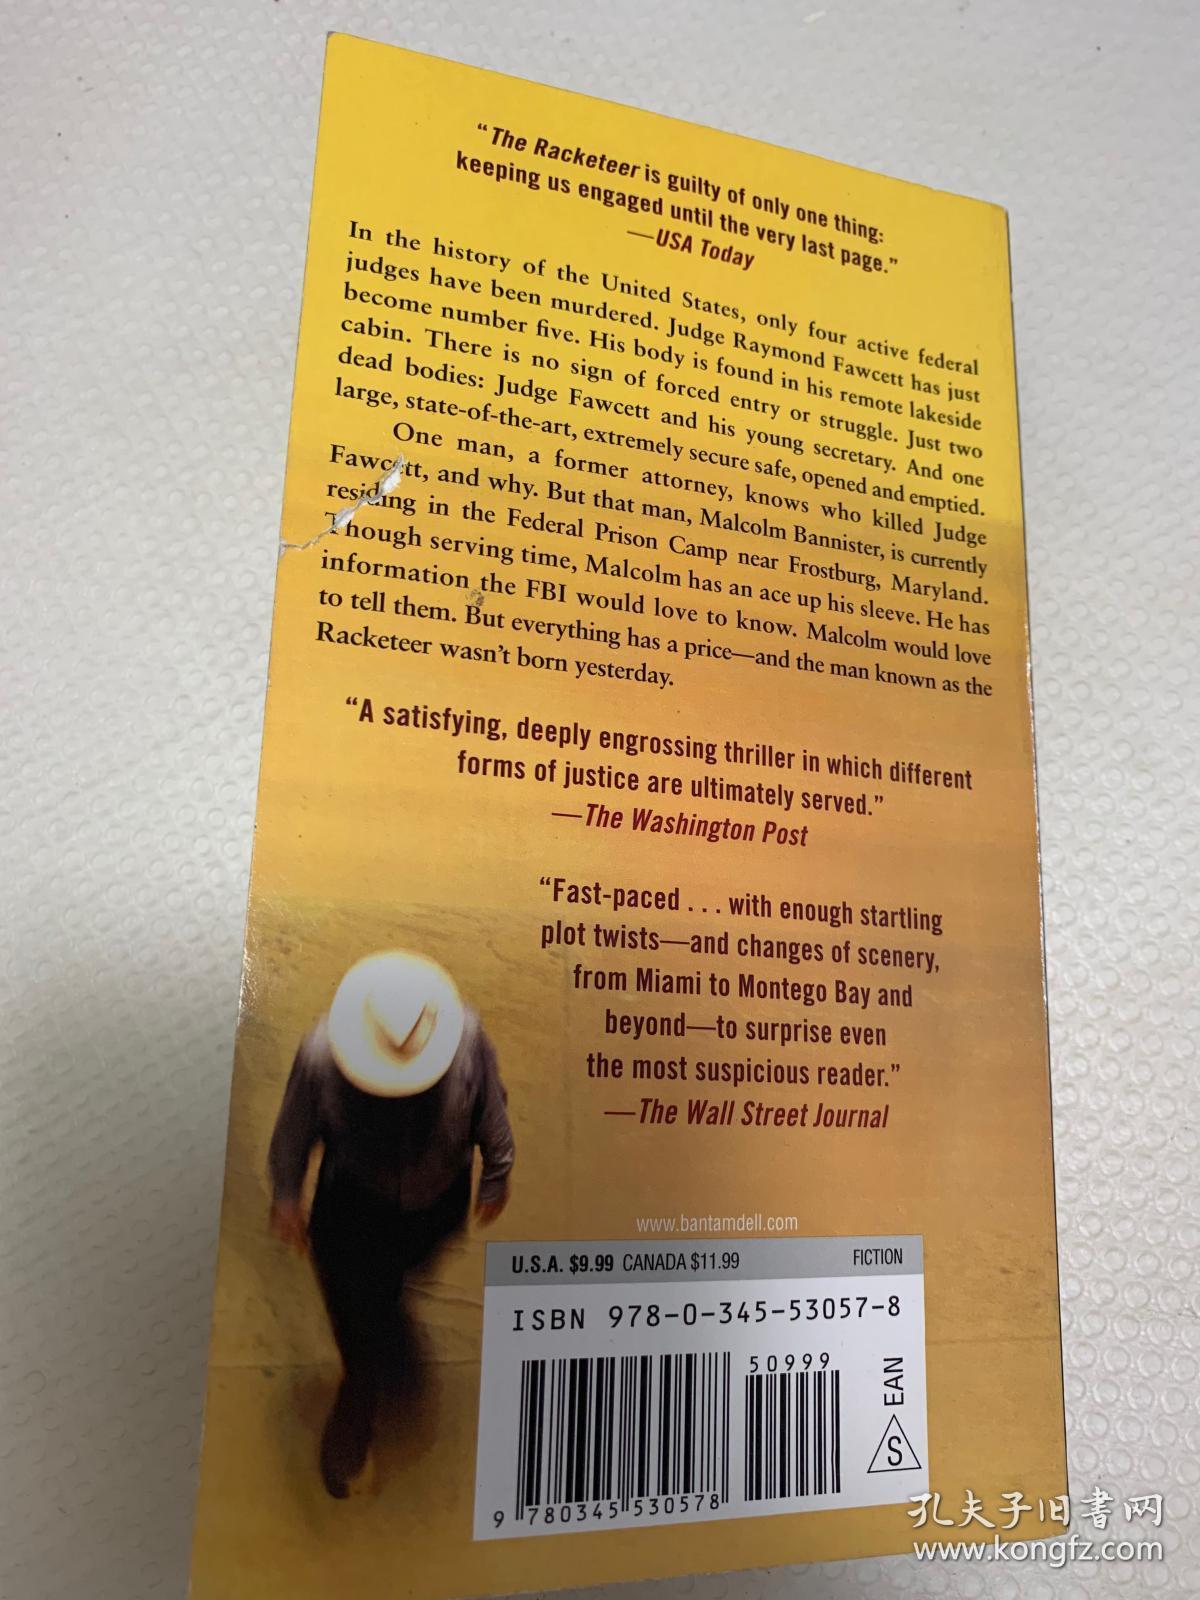 “The Racketeer is guilty of only one thing:
keeping us engaged until the very last page.”
—USA Today
In the history of the United States, only four active federal
judges have been murdered. Judge Raymond Fawcett has just
become number five. His body is found in his remote lakeside
cabin. There is no sign of forced entry or struggle. Just two
dead bodies: Judge Fawcett and his young secretary. And one
large, state-of-the-art, extremely secure safe, opened and emptied.
One man, a former attorney, knows who killed Judge
Fawcett, and why. But that man, Malcolm Bannister, is currently
residing in the Federal Prison Camp near Frostburg, Maryland.
Though serving time, Malcolm has an ace up his sleeve. He has
information the FBI would love to know. Malcolm would love
to tell them. But everything has a price—and the man known as the
Racketeer wasn’t born yesterday.
“A satisfying, deeply engrossing thriller in which different
forms of justice are ultimately served.”
—The Washington Post
“Fast-paced . . . with enough startling
plot twists—and changes of scenery,
from Miami to Montego Bay and
beyond—to surprise even
the most suspicious reader.”
—The Wall Street Journal
www.bantamdell.com
U.S.A. $9.99 CANADA $11.99 FICTION
ISBN 978-0-345-53057-8
50999
9 780345 530578
EAN
S
孔夫子旧书网
www.kongfz.com